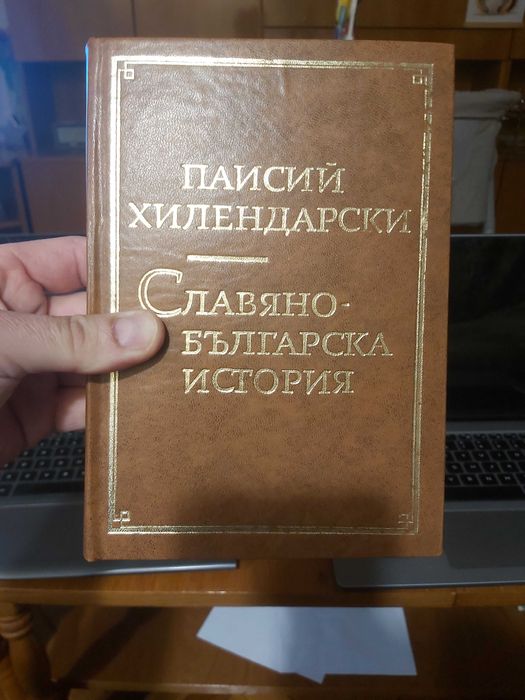 ПАИСИЙ
ХИЛЕНДАРСКИ
СЛАВЯНО-
БЪЛГАРСКА
ИСТОРИЯ